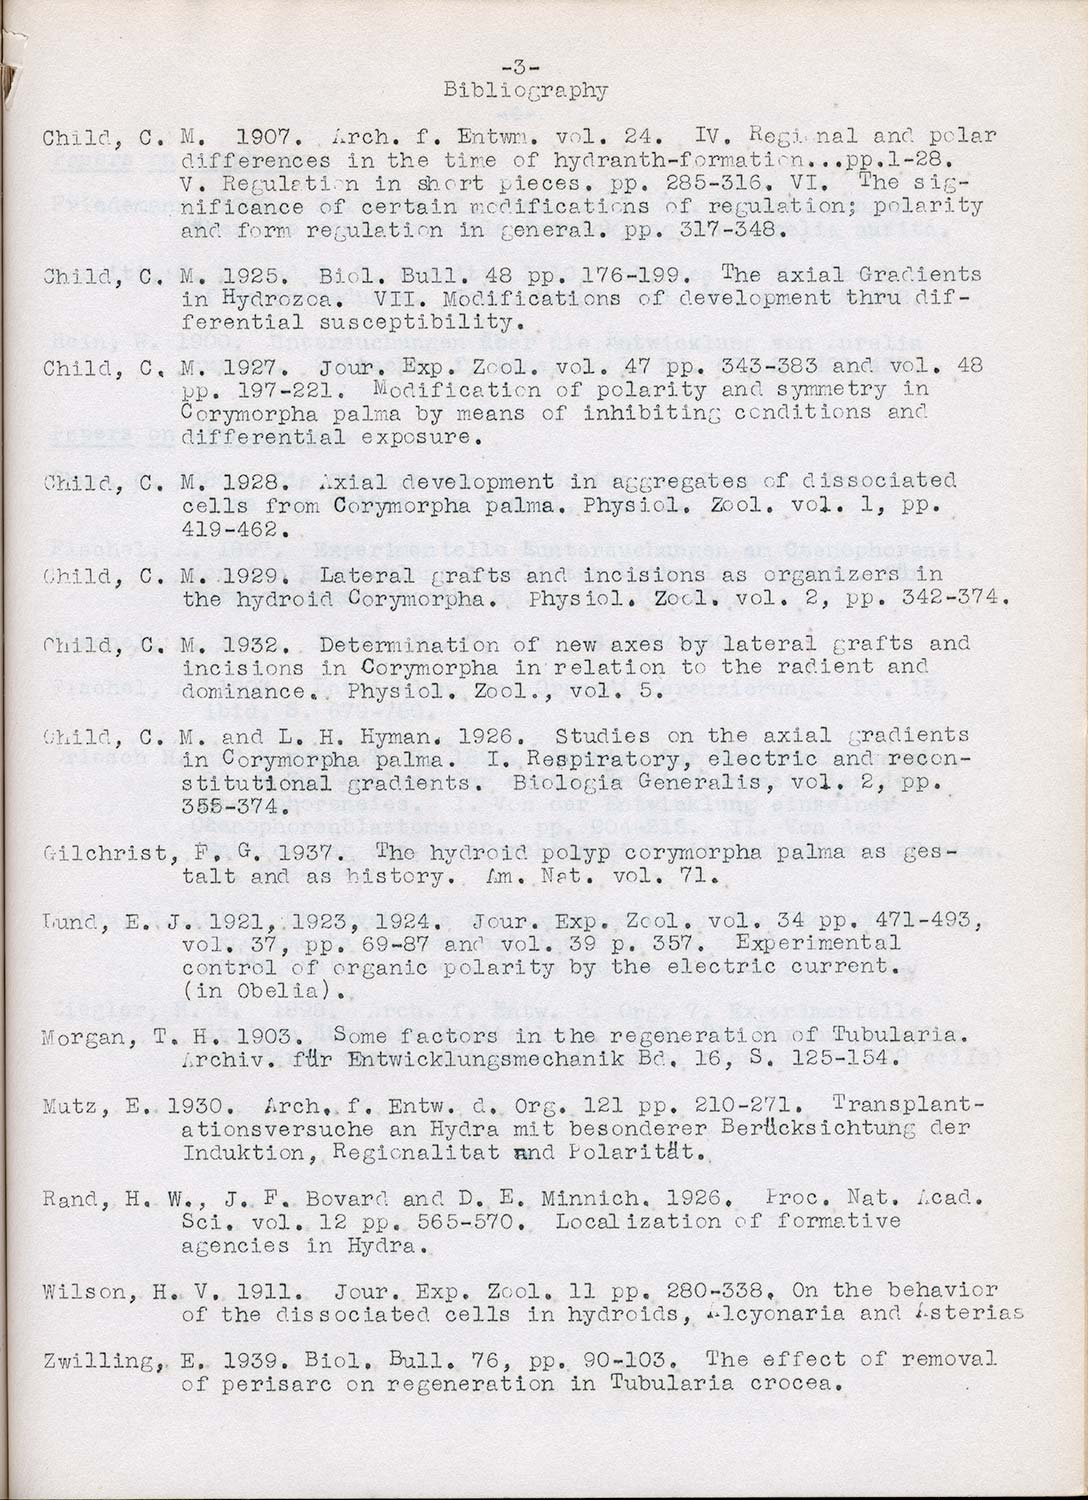 -3-
Bibliography
Child, C. M. 1907. Arch. f. Entwm. vol. 24. IV. Regional and polar
differences in the time of hydranth-formation...pp.1-28.
V. Regulation in short pieces. pp. 285-316. VI. The sig-
nificance of certain modifications of regulation; polarity
and form regulation in general. pp. 317-348.
Child, C. M. 1925. Biol. Bull. 48 pp. 176-199. The axial Gradients
in Hydrozoa. VII. Modifications of development thru dif-
ferential susceptibility.
Child, C. M. 1927. Jour. Exp. Zool. vol. 47 pp. 343-383 and vol. 48
pp. 197-221. Modification of polarity and symmetry in
Corymorpha palma by means of inhibiting conditions and
differential exposure.
Child, C. M. 1928. Axial development in aggregates of dissociated
cells from Corymorpha palma. Physiol. Zool. vol. 1, pp.
419-462.
Child, C. M. 1929. Lateral grafts and incisions as organizers in
the hydroid Corymorpha. Physiol. Zool. vol. 2, pp. 342-374.
Child, C. M. 1932. Determination of new axes by lateral grafts and
incisions in Corymorpha in relation to the radient and
dominance. Physiol. Zool., vol. 5.
Child, C. M. and L. H. Hyman. 1926. Studies on the axial gradients
in Corymorpha palma. I. Respiratory, electric and recon-
stitutional gradients. Biologia Generalis, vol. 2, pp.
355-374.
Gilchrist, F. G. 1937. The hydroid polyp corymorpha palma as ges-
talt and as history. Am. Nat. vol. 71.
Lund, E. J. 1921, 1923, 1924. Jour. Exp. Zool. vol. 34 pp. 471-493,
vol. 37, pp. 69-87 and vol. 39 p. 357. Experimental
control of organic polarity by the electric current.
(in Obelia).
Morgan, T. H. 1903. Some factors in the regeneration of Tubularia.
Archiv. für Entwicklungsmechanik Bd. 16, S. 125-154.
Mutz, E. 1930. Arch. f. Entw. d. Org. 121 pp. 210-271. Transplant-
ationsversuche an Hydra mit besonderer Berücksichtung der
Induktion, Regionalitat und Polarität.
Rand, H. W., J. F. Bovard and D. E. Minnich. 1926. Proc. Nat. Acad.
Sci. vol. 12 pp. 565-570. Localization of formative
agencies in Hydra.
Wilson, H. V. 1911. Jour. Exp. Zool. 11 pp. 280-338. On the behavior
of the dissociated cells in hydroids, Alcyonaria and Asterias
Zwilling, E. 1939. Biol. Bull. 76, pp. 90-103. The effect of removal
of perisarc on regeneration in Tubularia crocea.